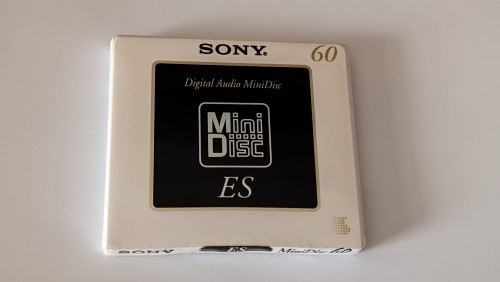 SONY® 60
Digital Audio MiniDisc
Mini
Disc
ES
SONY ES MiniDisc 60